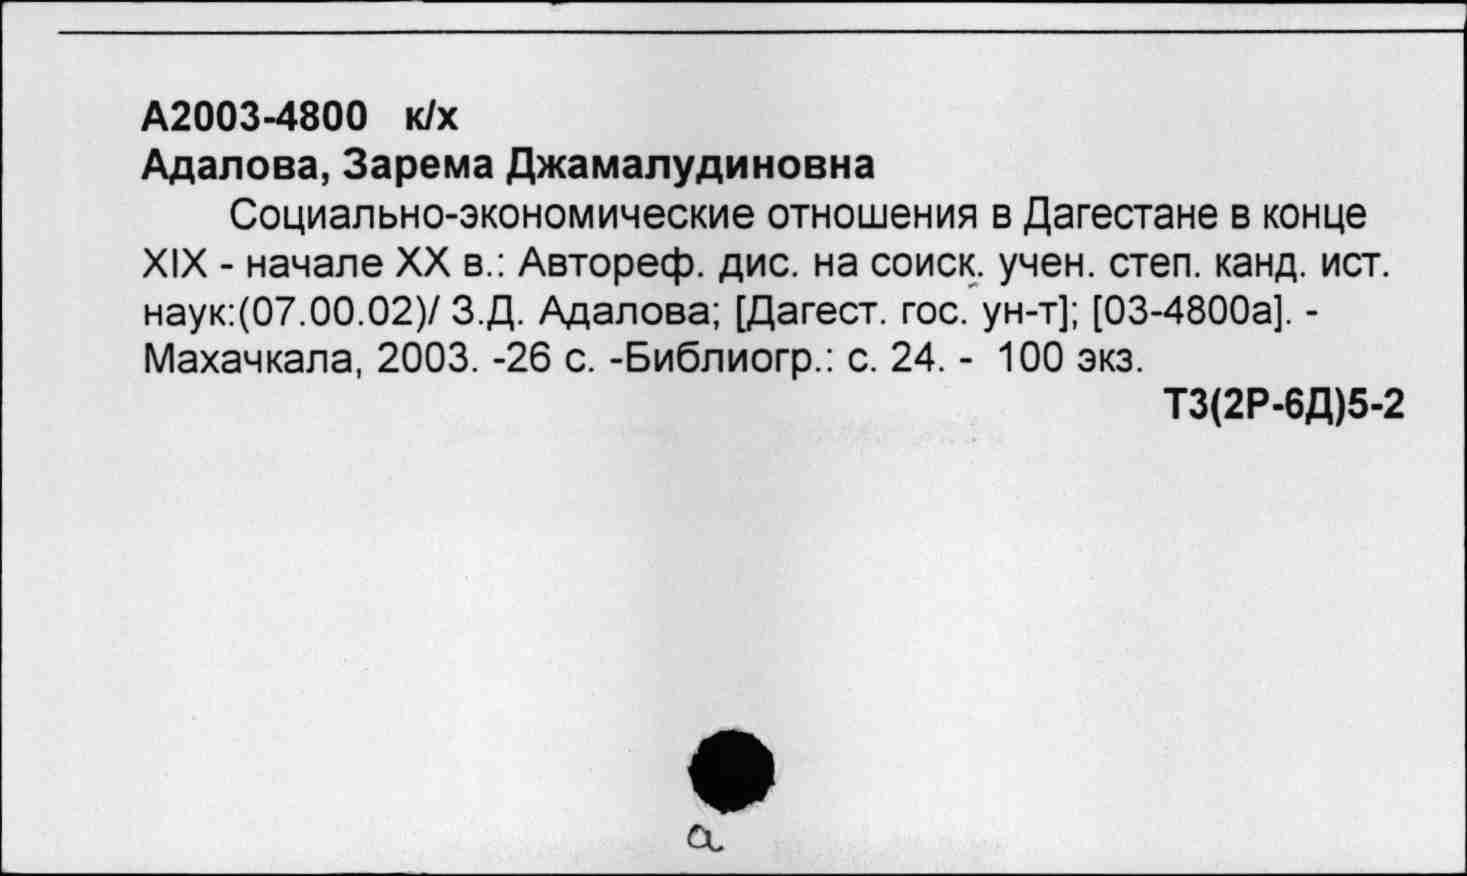 А2003-4800 к/х
Адалова, Зарема Джамалудиновна
Социально-экономические отношения в Дагестане в конце
XIX - начале XX в.: Автореф. дис. на соиск. учен. степ. канд. ист.
наук:(07.00.02)/ З.Д. Адалова; [Дагест. гос. ун-т]; [03-4800а]. -
Махачкала, 2003. -26 с. -Библиогр.: с. 24. - 100 экз.
Т3(2Р-6Д)5-2
а